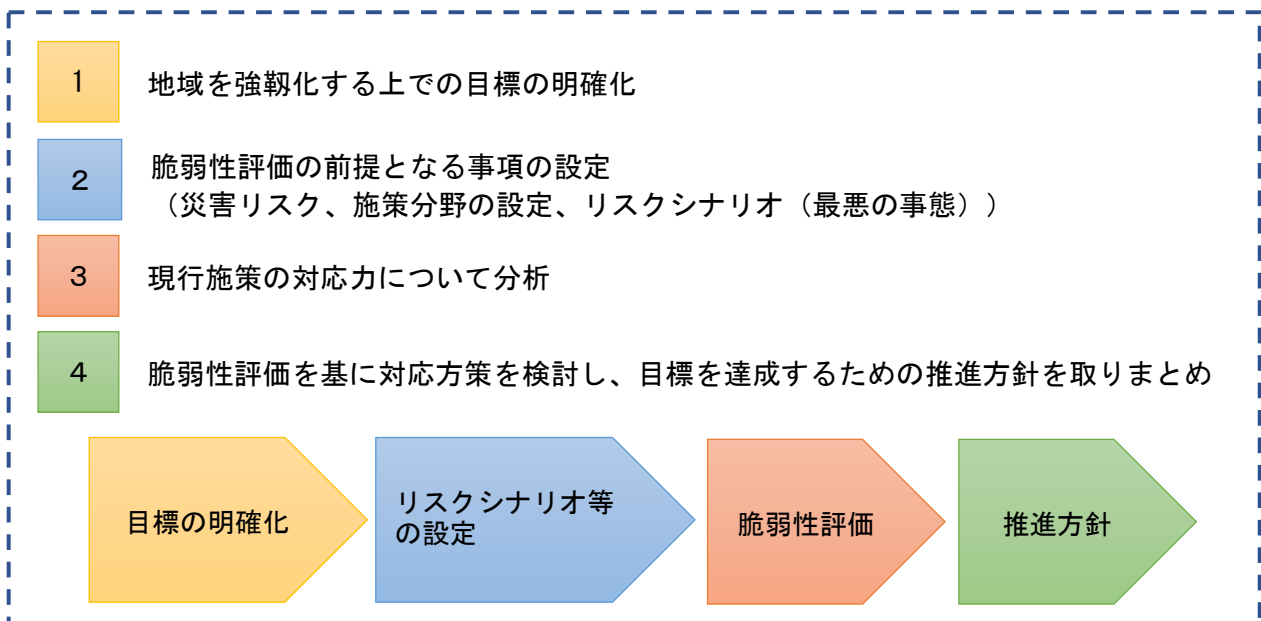 1
地域を強靱化する上での目標の明確化
2
脆弱性評価の前提となる事項の設定
（災害リスク、施策分野の設定、リスクシナリオ（最悪の事態））
3
現行施策の対応力について分析
4
脆弱性評価を基に対応方策を検討し、目標を達成するための推進方針を取りまとめ
目標の明確化
リスクシナリオ等
の設定
脆弱性評価
推進方針